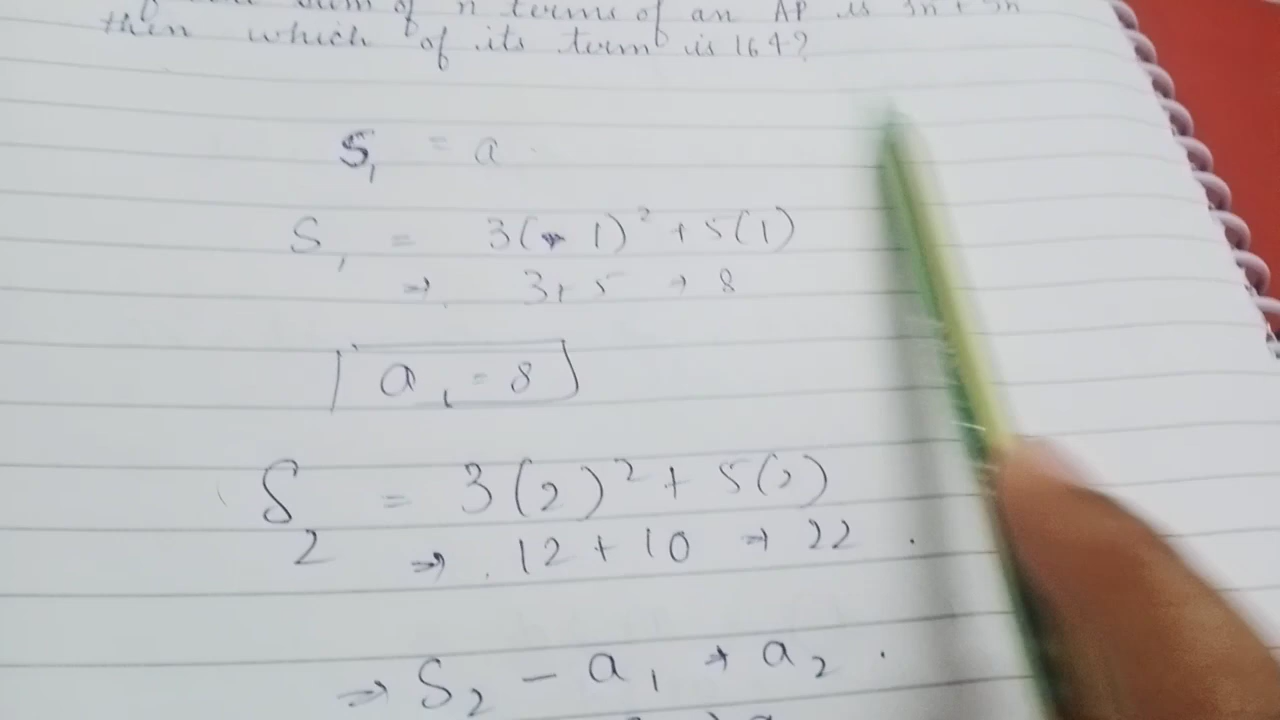 of n terms of an AP is
then which of its term is 164?
S₁ = a
S₁ = 3(1)² + 5(1)
⇒ 3+5 → 8
a₁ = 8
S₂ = 3(2)² + 5(2)
⇒ 12 + 10 ⇒ 22.
⇒ S₂ - a₁ → a₂.